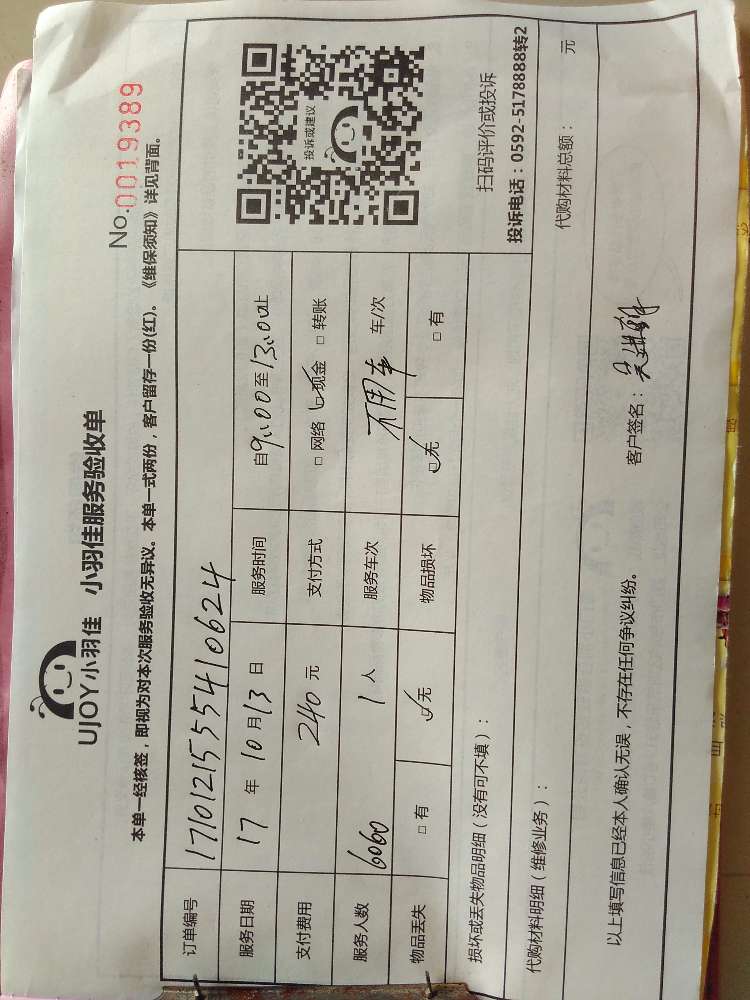 UJOY小羽佳 小羽佳服务验收单
No.0019389
本单一经核签，即视为对本次服务验收无异议。本单一式两份，客户留存一份(红)。《维保须知》详见背面。
订单编号 1710121555410624
服务日期 17 年 10 月 13 日 服务时间 自 9:00 至 13:00 止
支付费用 240 元 支付方式 □ 网络 ☑ 现金 □ 转账
服务人数 6060 1 人 服务车次 不用车 车/次
物品丢失 □ 有 ☑ 无 物品损坏 ☑ 无 □ 有
投诉或建议
扫码评价或投诉
投诉电话：0592-5178888转2
损坏或丢失物品明细（没有可不填）：
代购材料明细（维修业务）： 代购材料总额： 元
以上填写信息已经本人确认无误，不存在任何争议纠纷。 客户签名：